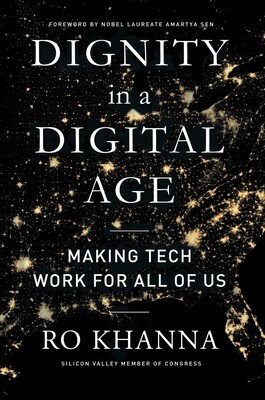 FOREWORD BY NOBEL LAUREATE AMARTYA SEN
DIGNITY
in a
DIGITAL
AGE
MAKING TECH
WORK FOR ALL OF US
RO KHANNA
SILICON VALLEY MEMBER OF CONGRESS